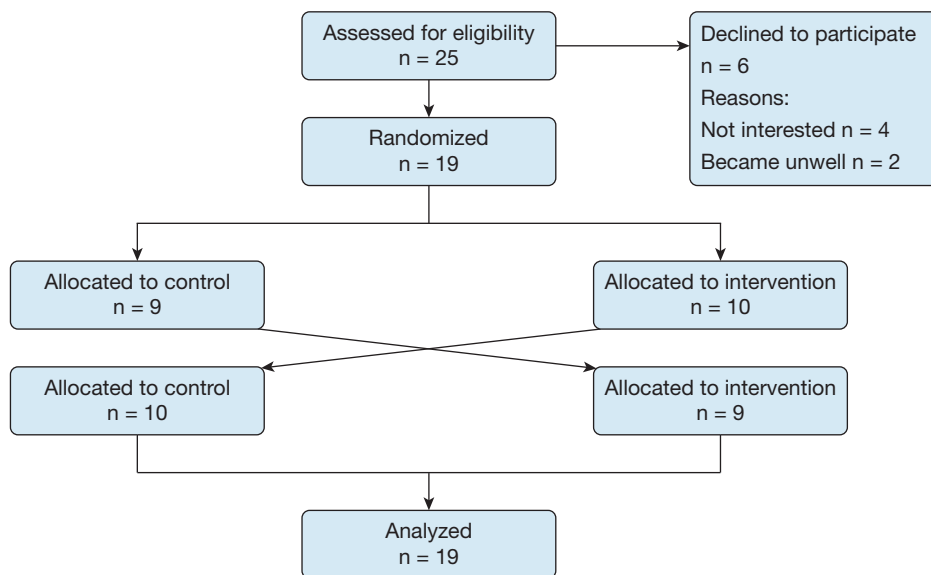 Assessed for eligibility
n = 25
Declined to participate
n = 6
Reasons:
Not interested n = 4
Became unwell n = 2
Randomized
n = 19
Allocated to control
n = 9
Allocated to intervention
n = 10
Allocated to control
n = 10
Allocated to intervention
n = 9
Analyzed
n = 19